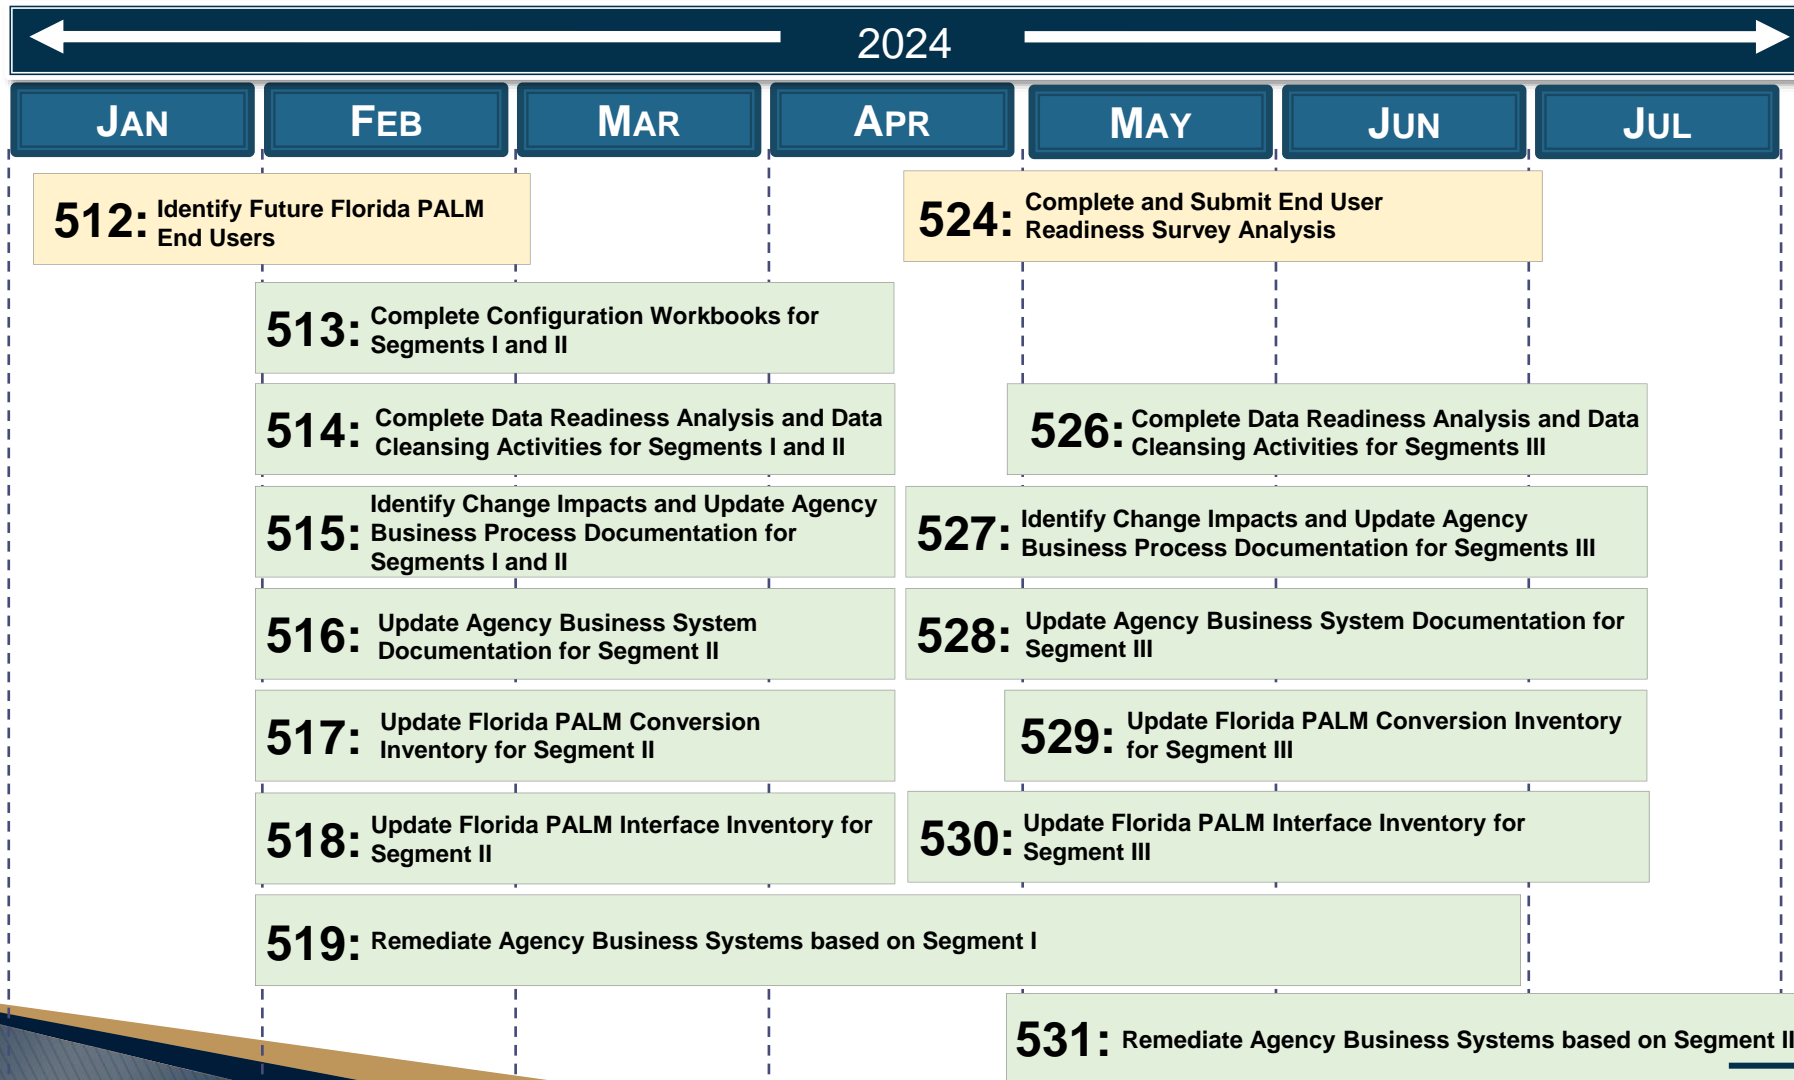 2024
JAN FEB MAR APR MAY JUN JUL
512: Identify Future Florida PALM
End Users
524: Complete and Submit End User
Readiness Survey Analysis
513: Complete Configuration Workbooks for
Segments I and II
514: Complete Data Readiness Analysis and Data
Cleansing Activities for Segments I and II
526: Complete Data Readiness Analysis and Data
Cleansing Activities for Segments III
515: Identify Change Impacts and Update Agency
Business Process Documentation for
Segments I and II
527: Identify Change Impacts and Update Agency
Business Process Documentation for Segments III
516: Update Agency Business System
Documentation for Segment II
528: Update Agency Business System Documentation for
Segment III
517: Update Florida PALM Conversion
Inventory for Segment II
529: Update Florida PALM Conversion Inventory
for Segment III
518: Update Florida PALM Interface Inventory for
Segment II
530: Update Florida PALM Interface Inventory for
Segment III
519: Remediate Agency Business Systems based on Segment I
531: Remediate Agency Business Systems based on Segment II